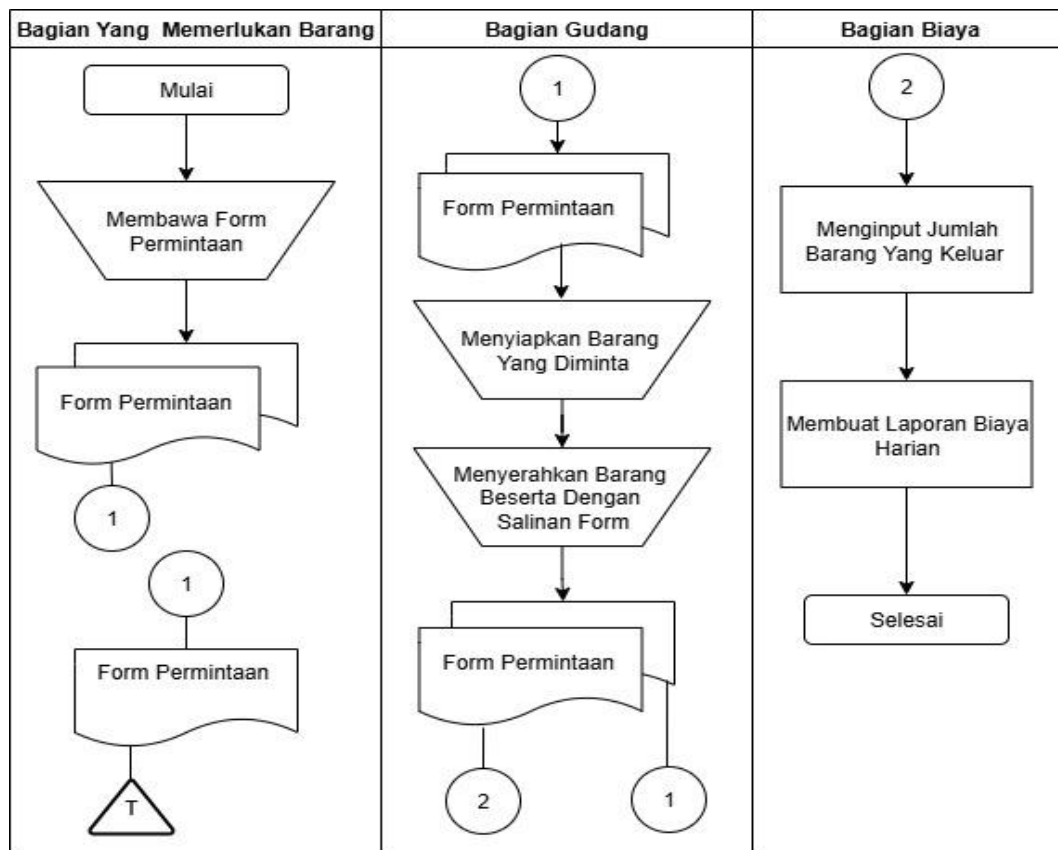 Bagian Yang Memerlukan Barang
Mulai
Membawa Form
Permintaan
Form Permintaan
1
1
Form Permintaan
T
Bagian Gudang
1
Form Permintaan
Menyiapkan Barang
Yang Diminta
Menyerahkan Barang
Beserta Dengan
Salinan Form
Form Permintaan
2
1
Bagian Biaya
2
Menginput Jumlah
Barang Yang Keluar
Membuat Laporan Biaya
Harian
Selesai